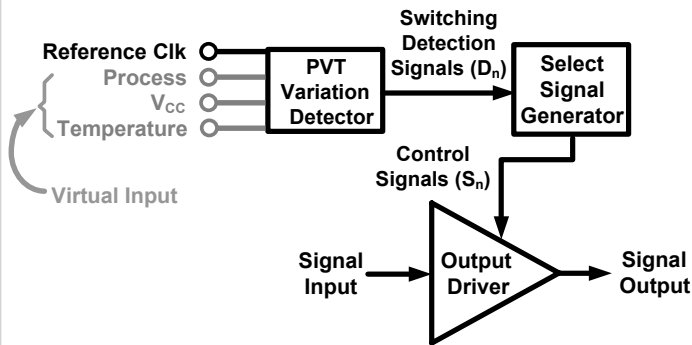 Reference Clk
Process
VCC
Temperature
Virtual Input
PVT
Variation
Detector
Switching
Detection
Signals (Dn)
Select
Signal
Generator
Control
Signals (Sn)
Signal
Input
Output
Driver
Signal
Output